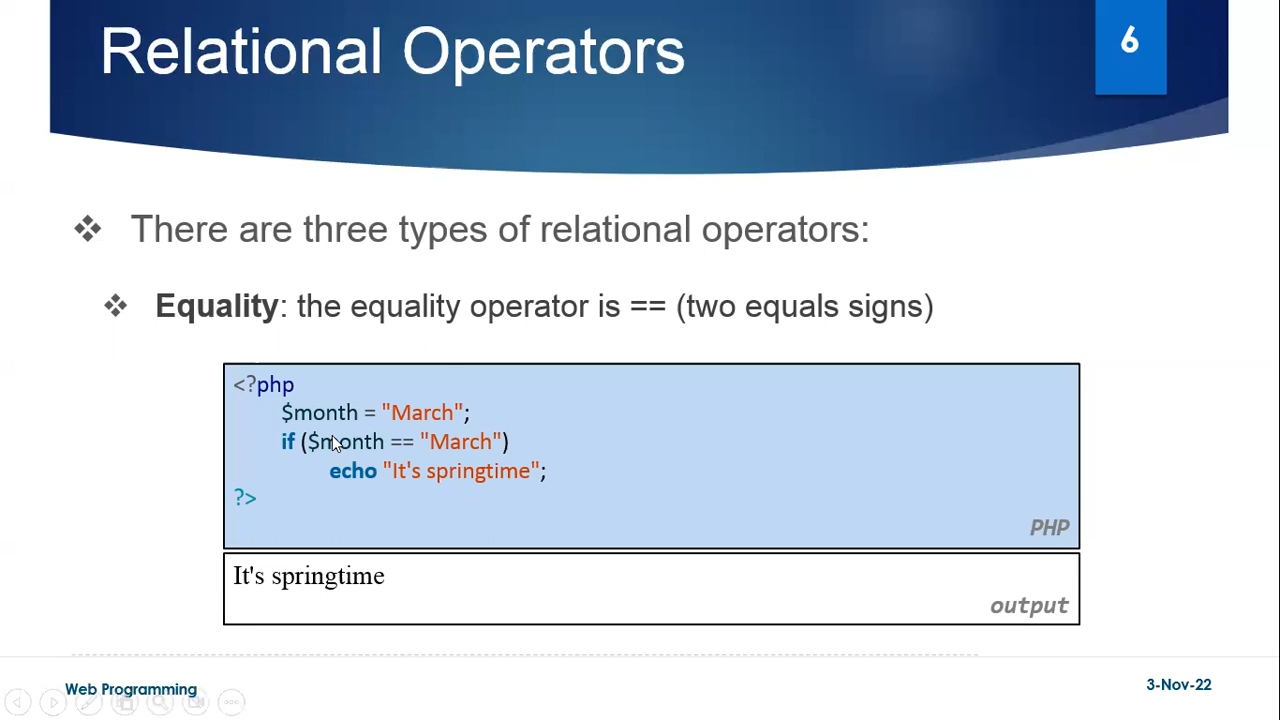 Relational Operators
6
There are three types of relational operators:
Equality: the equality operator is == (two equals signs)
<?php
$month = "March";
if ($month == "March")
echo "It's springtime";
?>
PHP
It's springtime
output
Web Programming
3-Nov-22